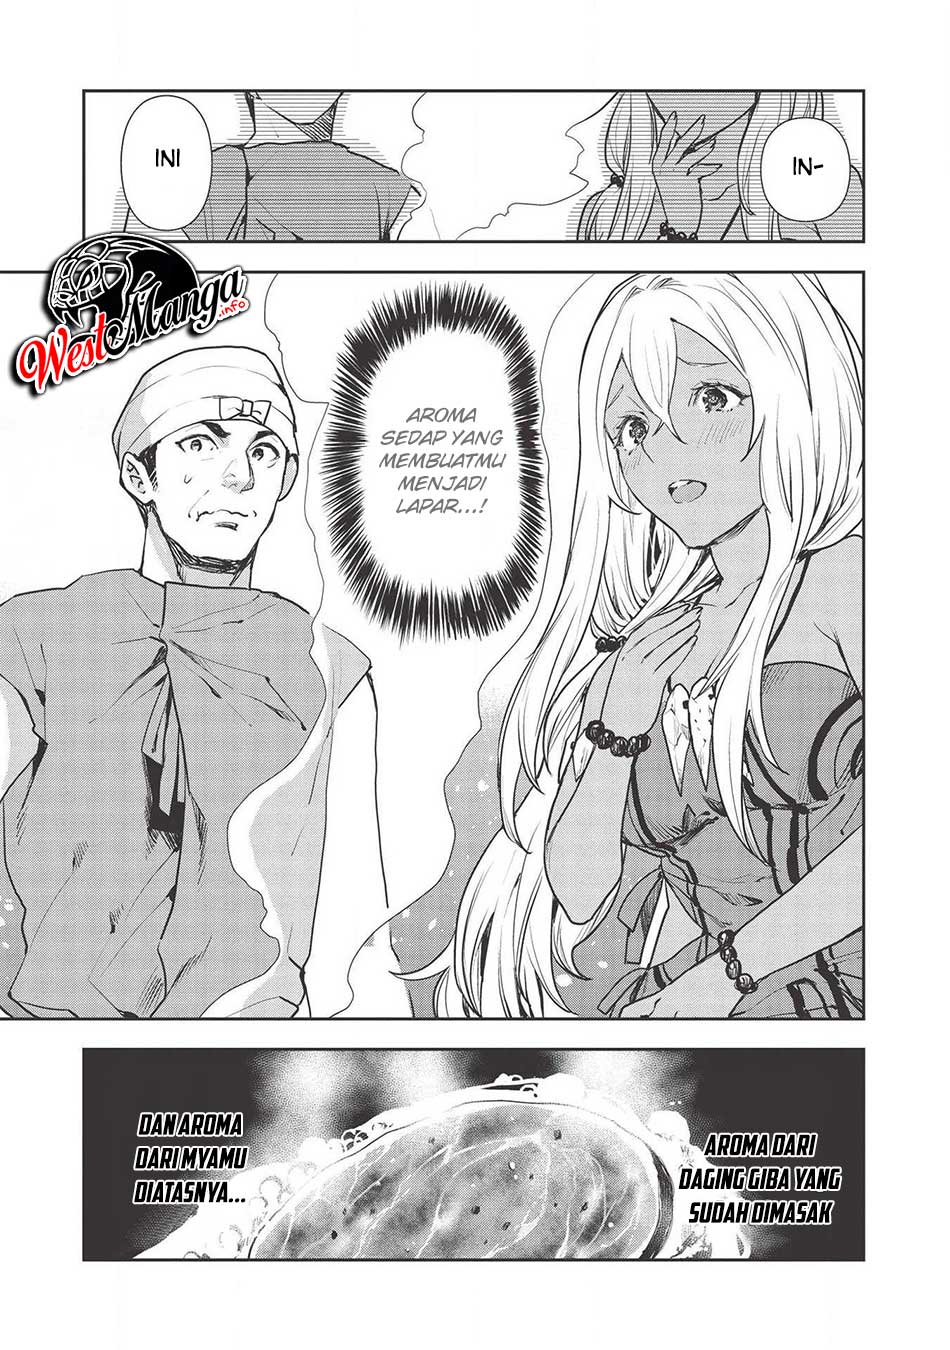 IN-
INI
WestManga
.info
AROMA
SEDAP YANG
MEMBUATMU
MENJADI
LAPAR...!
AROMA DARI
DAGING GIBA YANG
SUDAH DIMASAK
DAN AROMA
DARI MYAMU
DIATASNYA...